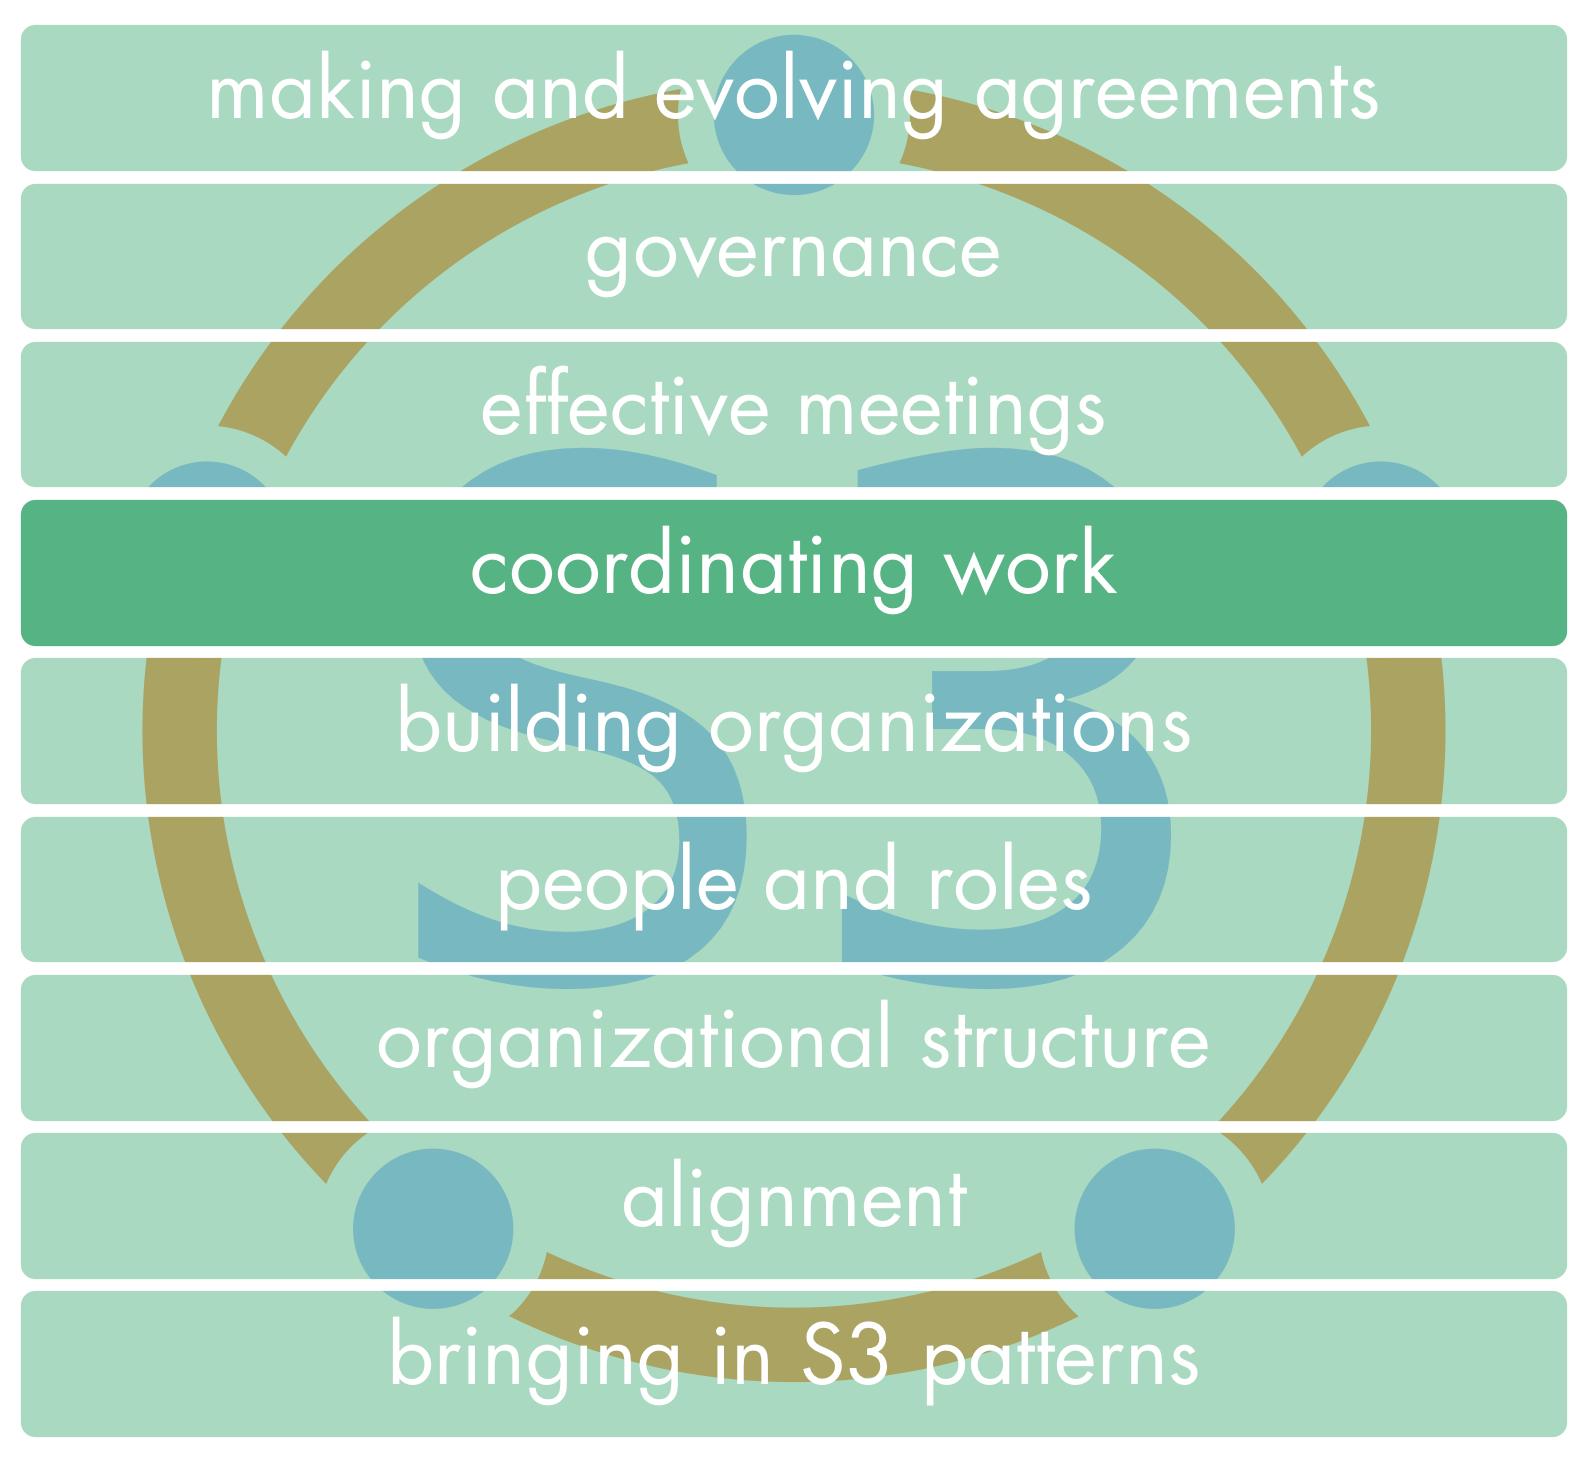 making and evolving agreements
governance
effective meetings
coordinating work
building organizations
people and roles
organizational structure
alignment
bringing in S3 patterns
S3